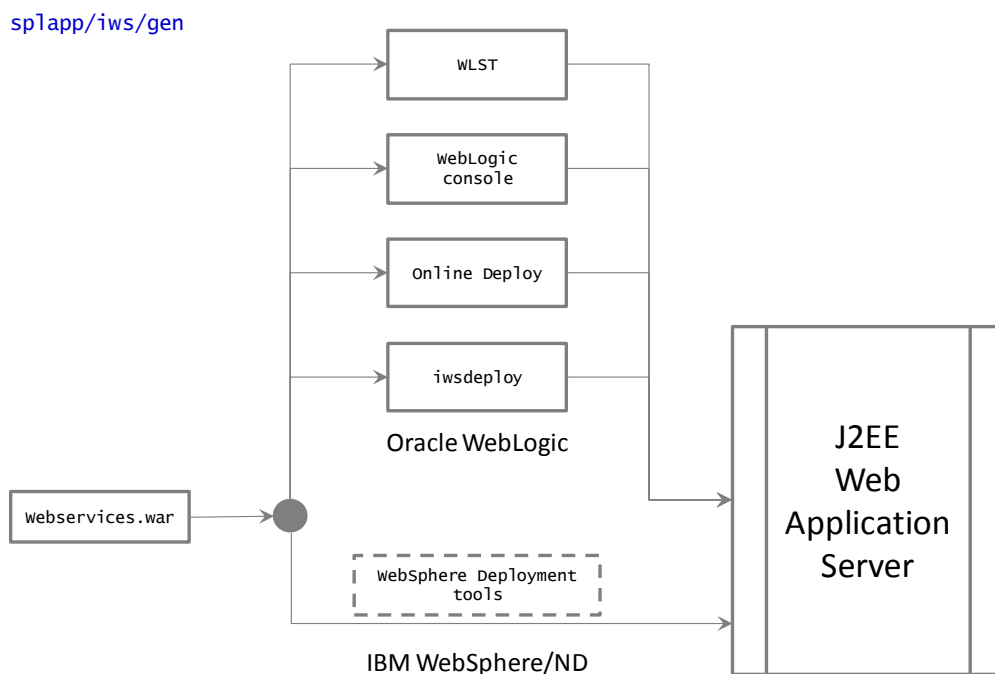 splapp/iws/gen
WLST
WebLogic
console
Online Deploy
iwsdeploy
Oracle WebLogic
Webservices.war
J2EE
Web
Application
Server
WebSphere Deployment
tools
IBM WebSphere/ND